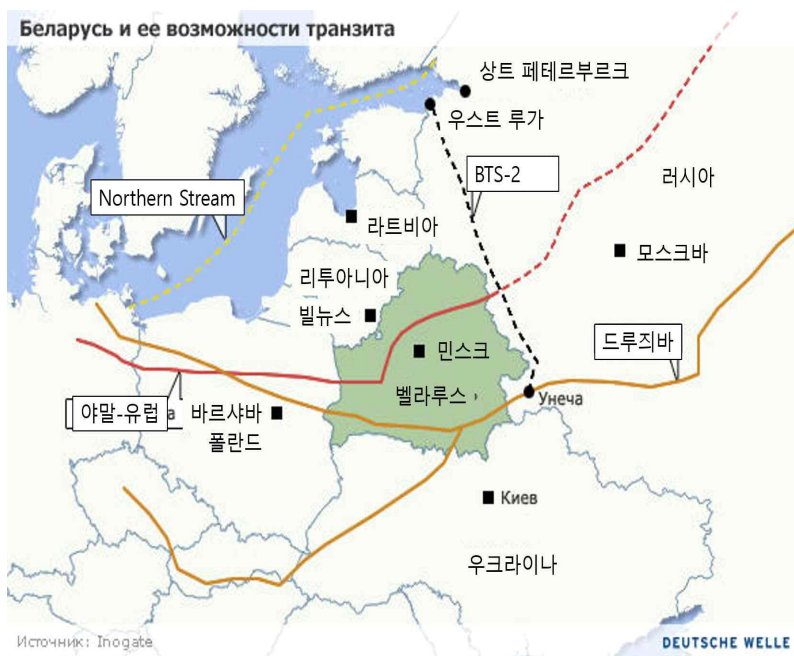 Беларусь и ее возможности транзита
상트 페테르부르크
우스트 루가
BTS-2
러시아
Northern Stream
라트비아
모스크바
리투아니아
빌뉴스
민스크
드루즤바
벨라루스
Унеча
야말-유럽
a
바르샤바
폴란드
Киев
우크라이나
Источник: Inogate
DEUTSCHE WELLE